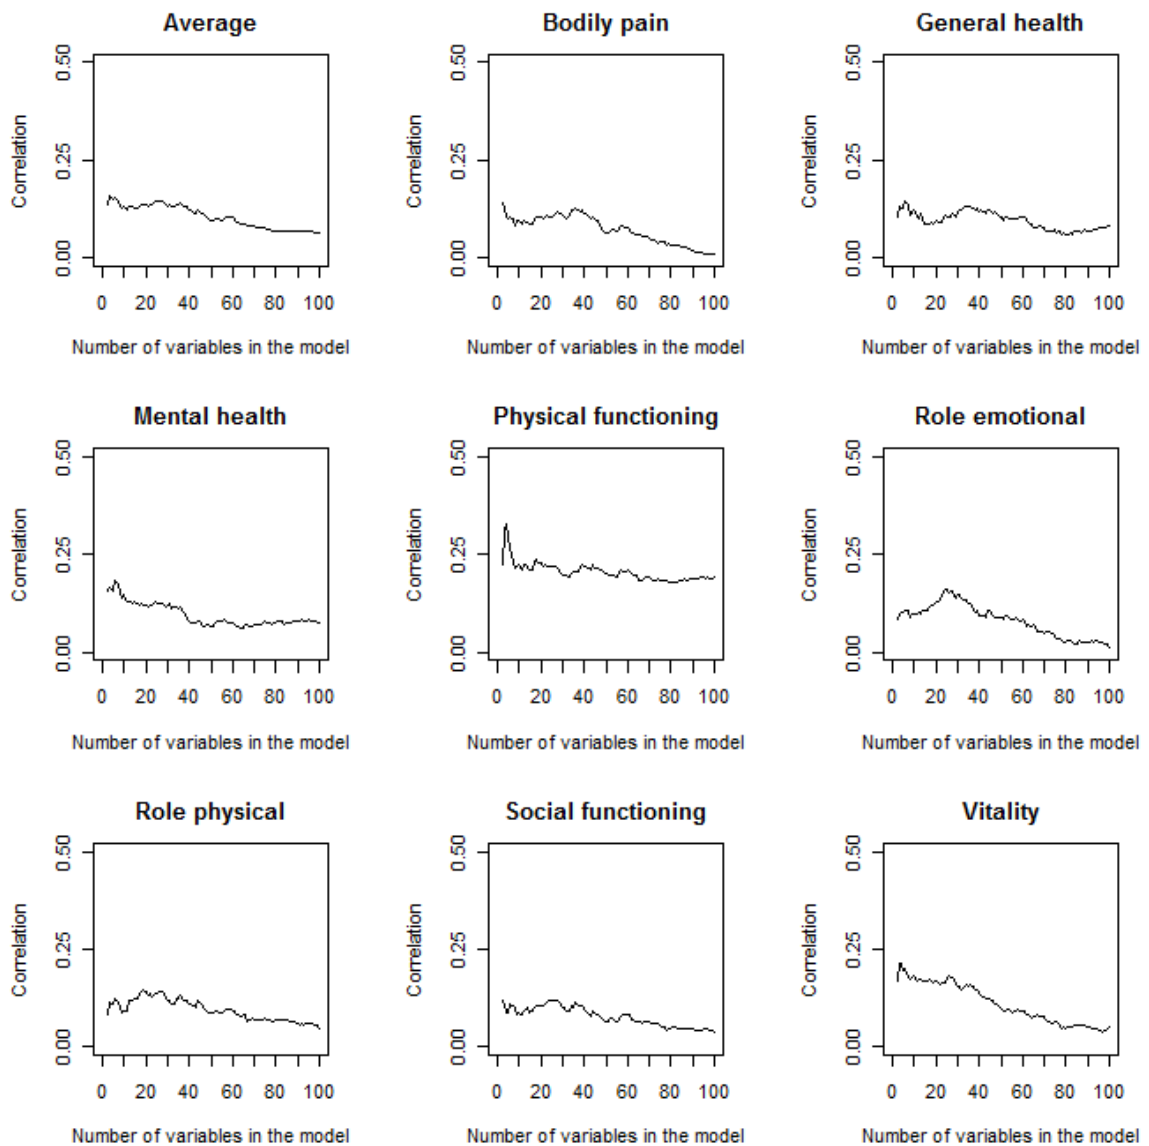 Average
Bodily pain
General health
Correlation
0.00 0.25 0.50
Correlation
0.00 0.25 0.50
Correlation
0.00 0.25 0.50
0 20 40 60 80 100
0 20 40 60 80 100
0 20 40 60 80 100
Number of variables in the model
Number of variables in the model
Number of variables in the model
Mental health
Physical functioning
Role emotional
Correlation
0.00 0.25 0.50
Correlation
0.00 0.25 0.50
Correlation
0.00 0.25 0.50
0 20 40 60 80 100
0 20 40 60 80 100
0 20 40 60 80 100
Number of variables in the model
Number of variables in the model
Number of variables in the model
Role physical
Social functioning
Vitality
Correlation
0.00 0.25 0.50
Correlation
0.00 0.25 0.50
Correlation
0.00 0.25 0.50
0 20 40 60 80 100
0 20 40 60 80 100
0 20 40 60 80 100
Number of variables in the model
Number of variables in the model
Number of variables in the model